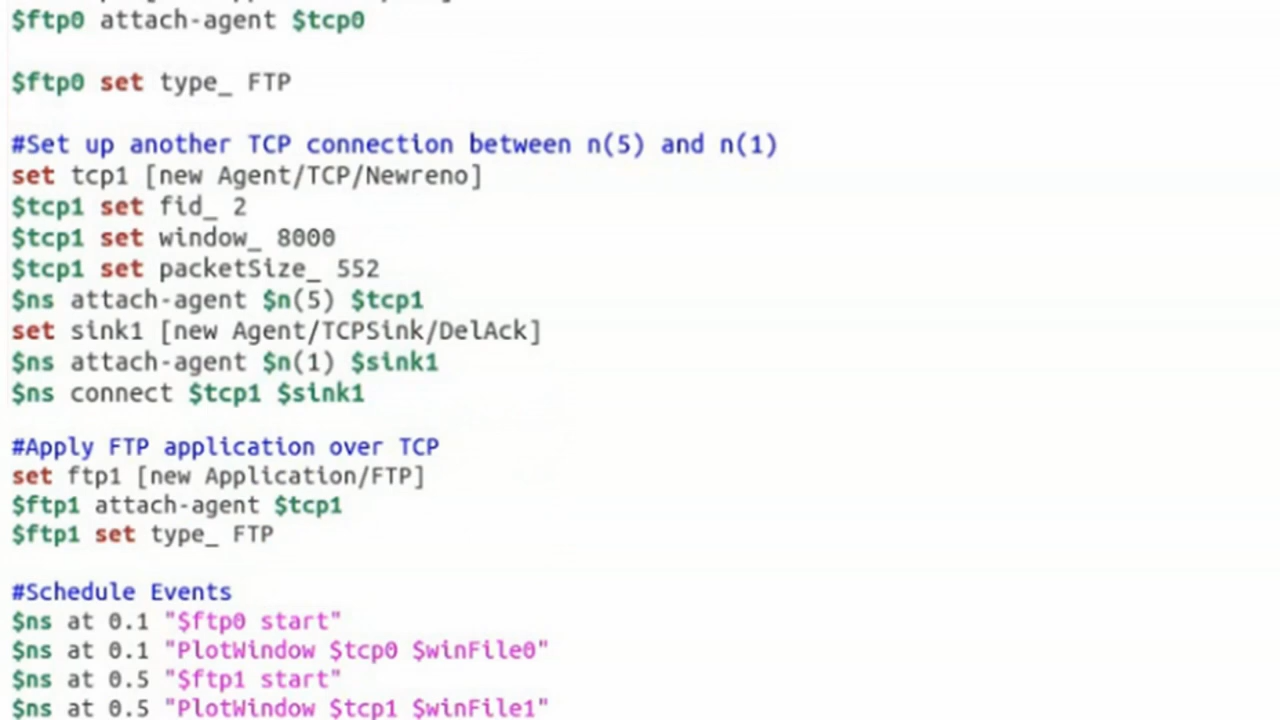 $ftp0 attach-agent $tcp0
$ftp0 set type_ FTP
#Set up another TCP connection between n(5) and n(1)
set tcp1 [new Agent/TCP/Newreno]
$tcp1 set fid_ 2
$tcp1 set window_ 8000
$tcp1 set packetSize_ 552
$ns attach-agent $n(5) $tcp1
set sink1 [new Agent/TCPSink/DelAck]
$ns attach-agent $n(1) $sink1
$ns connect $tcp1 $sink1
#Apply FTP application over TCP
set ftp1 [new Application/FTP]
$ftp1 attach-agent $tcp1
$ftp1 set type_ FTP
#Schedule Events
$ns at 0.1 "$ftp0 start"
$ns at 0.1 "PlotWindow $tcp0 $winFile0"
$ns at 0.5 "$ftp1 start"
$ns at 0.5 "PlotWindow $tcp1 $winFile1"